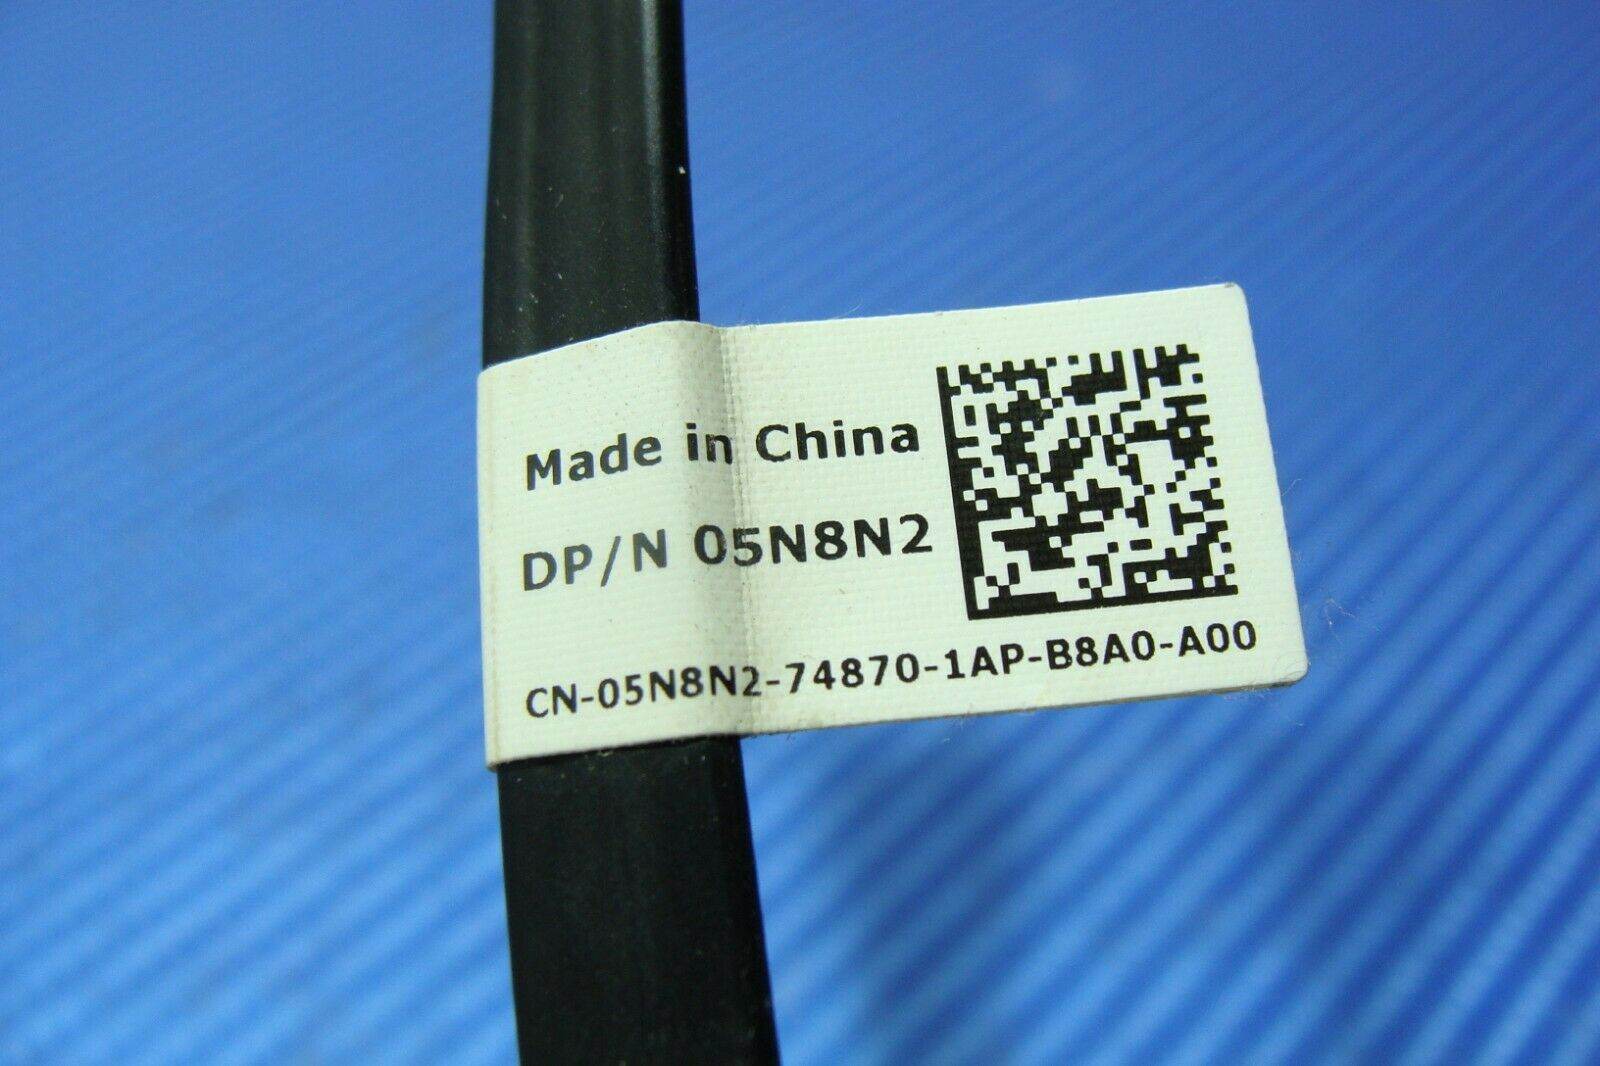 Made in China
DP/N 05N8N2
CN-05N8N2-74870-1AP-B8A0-A00